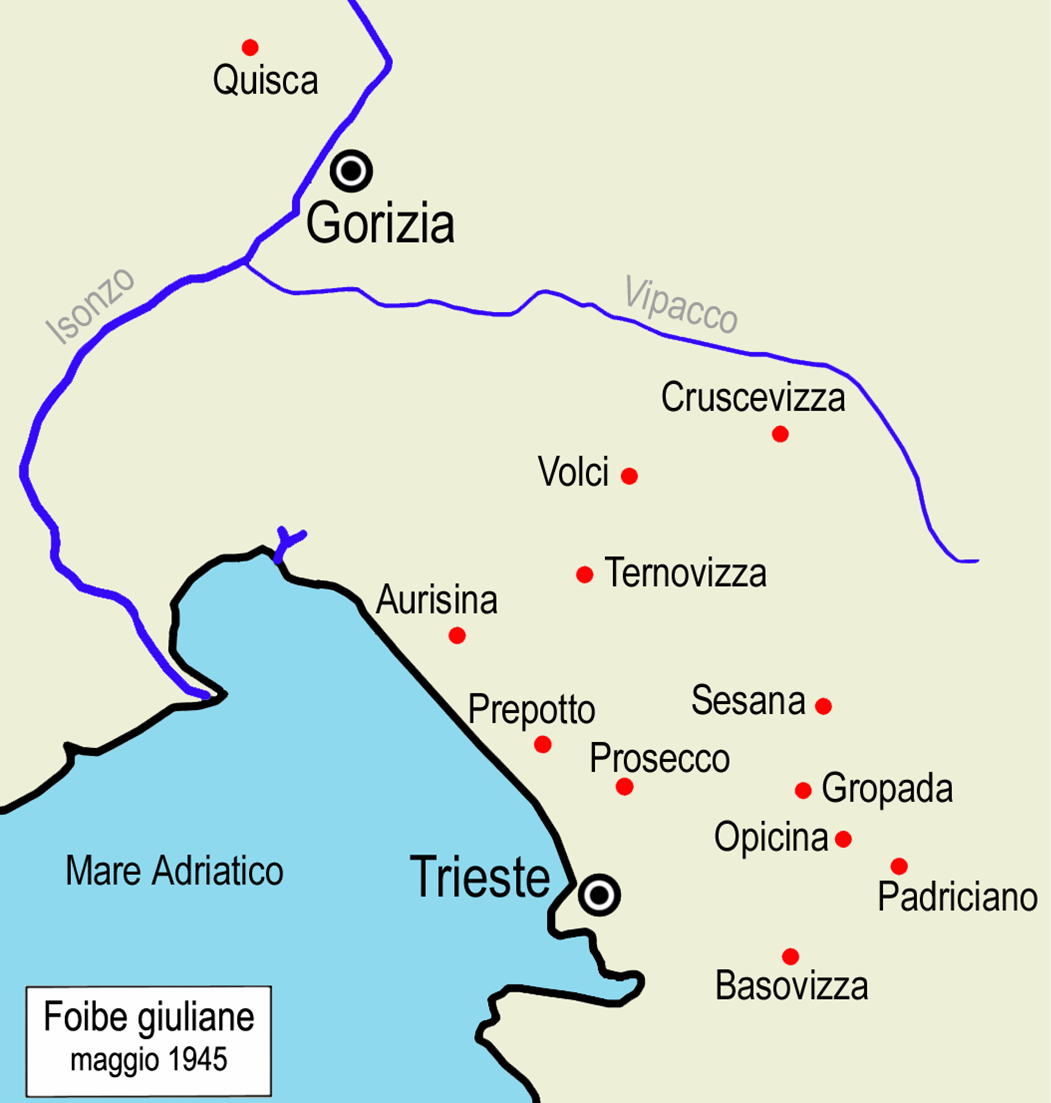 Quisca
Gorizia
Isonzo
Vipacco
Cruscevizza
Volci
Ternovizza
Aurisina
Sesana
Prepotto
Prosecco
Gropada
Opicina
Mare Adriatico
Trieste
Padriciano
Basovizza
Foibe giuliane
maggio 1945